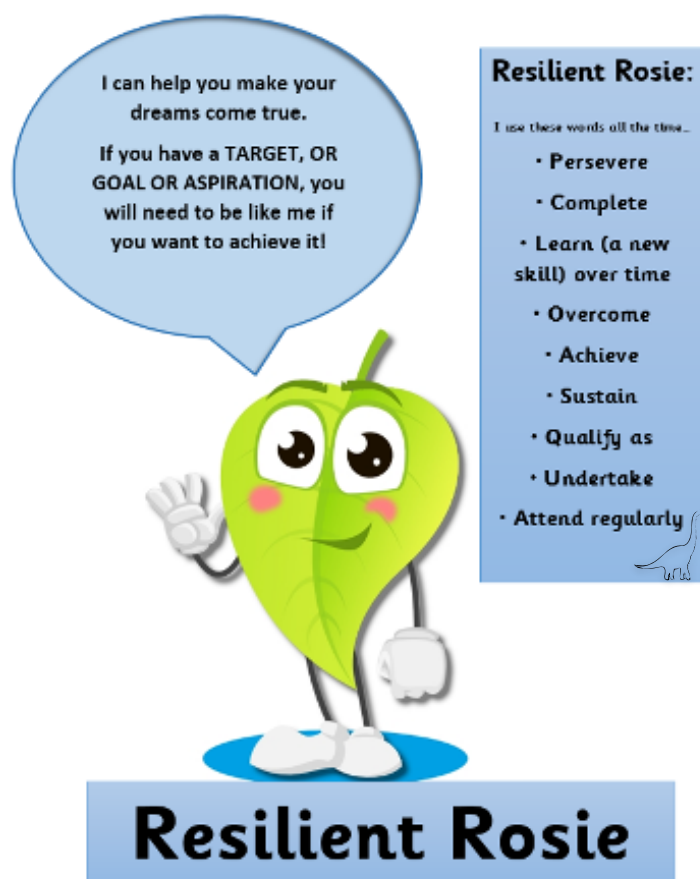 I can help you make your
dreams come true.
If you have a TARGET, OR
GOAL OR ASPIRATION, you
will need to be like me if
you want to achieve it!
Resilient Rosie:
I use these words all the time...
• Persevere
• Complete
• Learn (a new
skill) over time
• Overcome
• Achieve
• Sustain
• Qualify as
• Undertake
• Attend regularly
Resilient Rosie